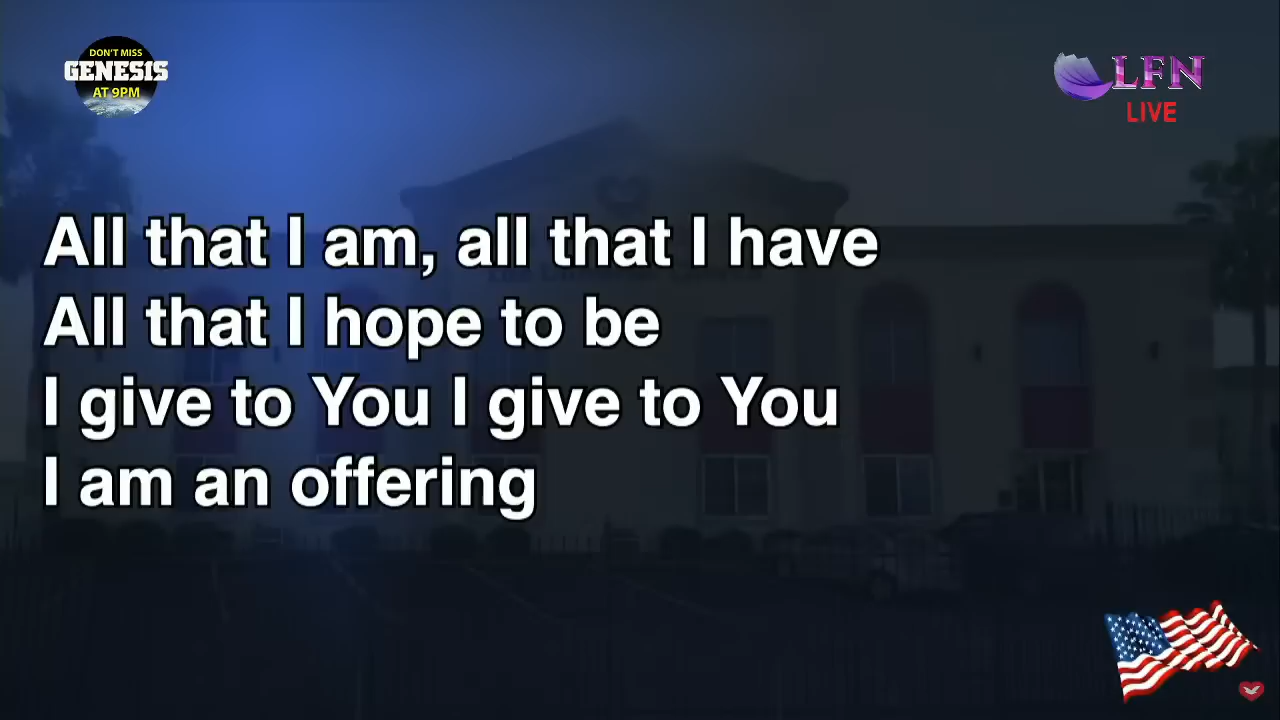 DON'T MISS
GENESIS
AT 9PM
LFN
LIVE
All that I am, all that I have
All that I hope to be
I give to You I give to You
I am an offering